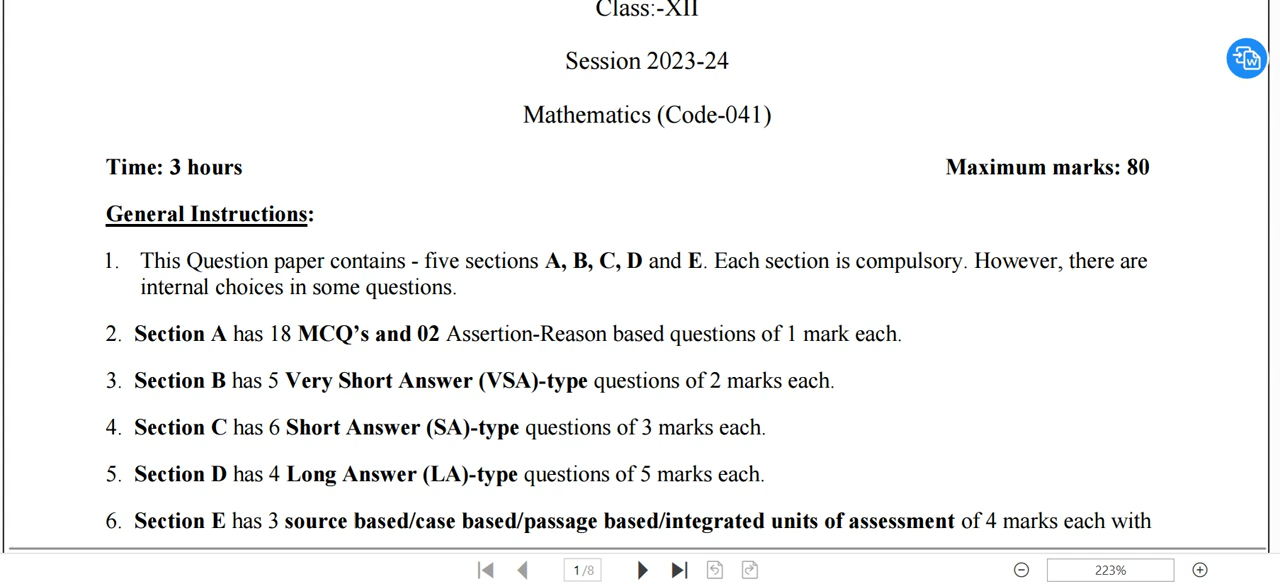 Class:-XII
Session 2023-24
Mathematics (Code-041)
Time: 3 hours Maximum marks: 80
General Instructions:
1. This Question paper contains - five sections A, B, C, D and E. Each section is compulsory. However, there are
internal choices in some questions.
2. Section A has 18 MCQ’s and 02 Assertion-Reason based questions of 1 mark each.
3. Section B has 5 Very Short Answer (VSA)-type questions of 2 marks each.
4. Section C has 6 Short Answer (SA)-type questions of 3 marks each.
5. Section D has 4 Long Answer (LA)-type questions of 5 marks each.
6. Section E has 3 source based/case based/passage based/integrated units of assessment of 4 marks each with
1/8 223%